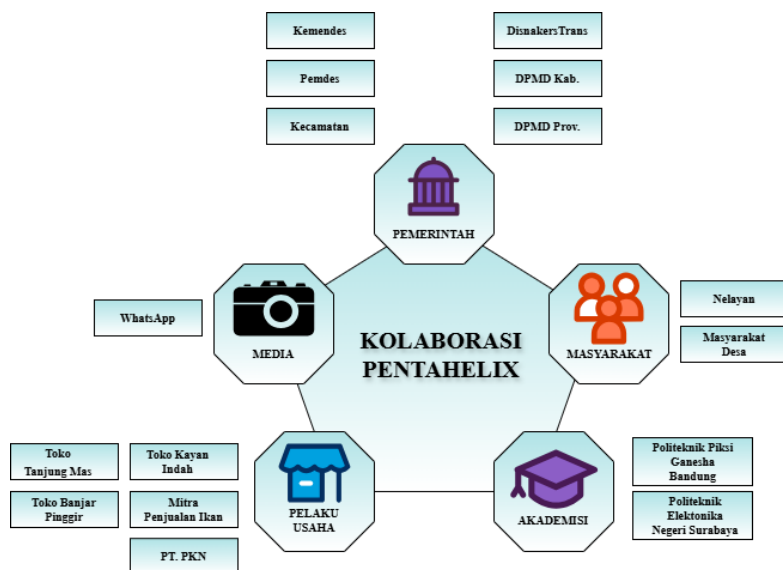 Kemendes
DisnakersTrans
Pemdes
DPMD Kab.
Kecamatan
DPMD Prov.
PEMERINTAH
WhatsApp
MEDIA
KOLABORASI
PENTAHELIX
MASYARAKAT
Nelayan
Masyarakat
Desa
Toko
Tanjung Mas
Toko Kayan
Indah
Toko Banjar
Pinggir
Mitra
Penjualan Ikan
PT. PKN
PELAKU
USAHA
AKADEMISI
Politeknik Piksi
Ganesha
Bandung
Politeknik
Elektonika
Negeri Surabaya